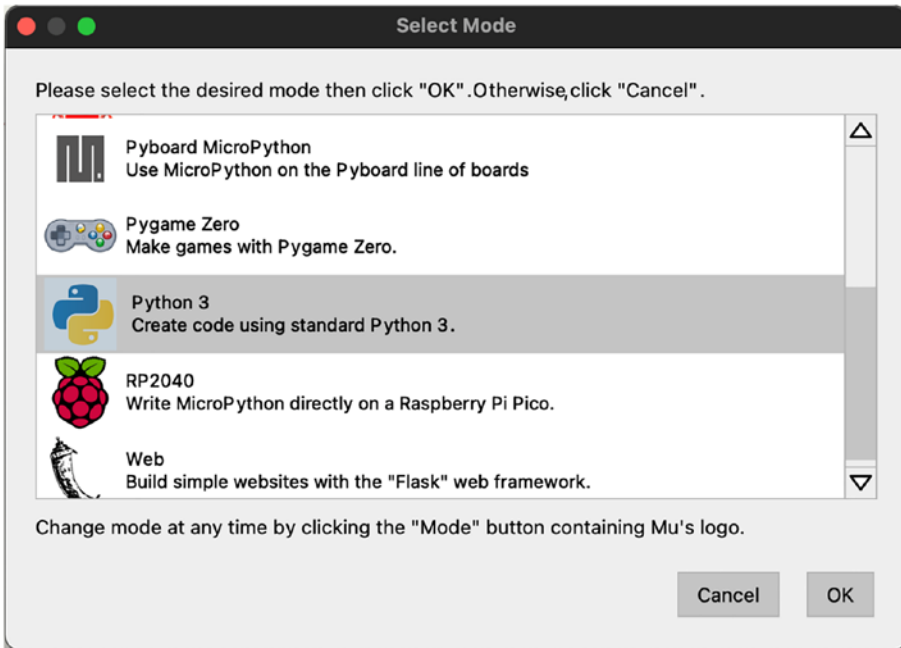 Select Mode
Please select the desired mode then click "OK".Otherwise,click "Cancel".
Pyboard MicroPython
Use MicroPython on the Pyboard line of boards
Pygame Zero
Make games with Pygame Zero.
Python 3
Create code using standard Python 3.
RP2040
Write MicroPython directly on a Raspberry Pi Pico.
Web
Build simple websites with the "Flask" web framework.
Change mode at any time by clicking the "Mode" button containing Mu's logo.
Cancel
OK